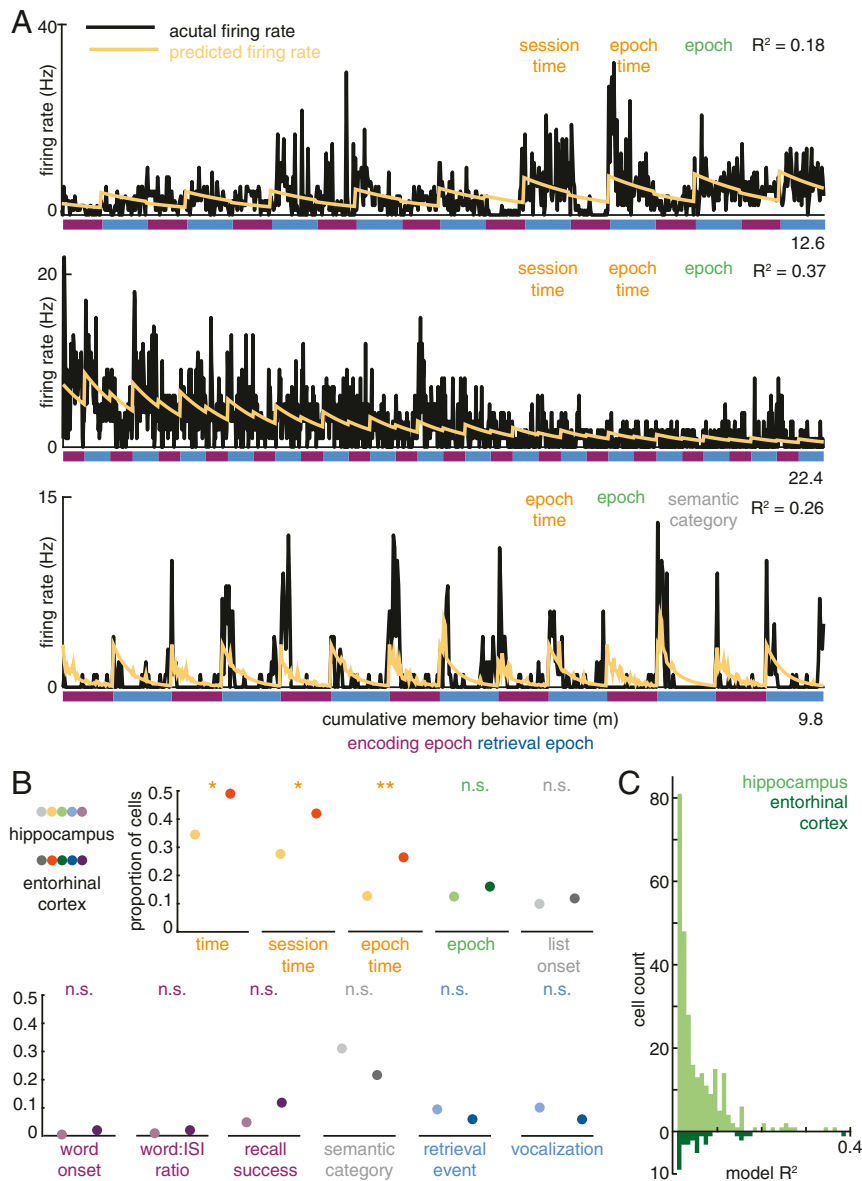 A
acutal firing rate
predicted firing rate
session time
epoch time
epoch
R² = 0.18
40
firing rate (Hz)
0
12.6
session time
epoch time
epoch
R² = 0.37
20
firing rate (Hz)
0
22.4
15
epoch time
epoch
semantic category
R² = 0.26
firing rate (Hz)
0
cumulative memory behavior time (m)
9.8
encoding epoch retrieval epoch
B
hippocampus
entorhinal cortex
proportion of cells
0.5
0.4
0.3
0.2
0.1
0
*
*
**
n.s.
n.s.
time
session time
epoch time
epoch
list onset
0.5
0.4
0.3
0.2
0.1
0
n.s.
n.s.
n.s.
n.s.
n.s.
n.s.
word onset
word:ISI ratio
recall success
semantic category
retrieval event
vocalization
C
hippocampus
entorhinal cortex
80
60
40
20
0
10
cell count
model R²
0.4